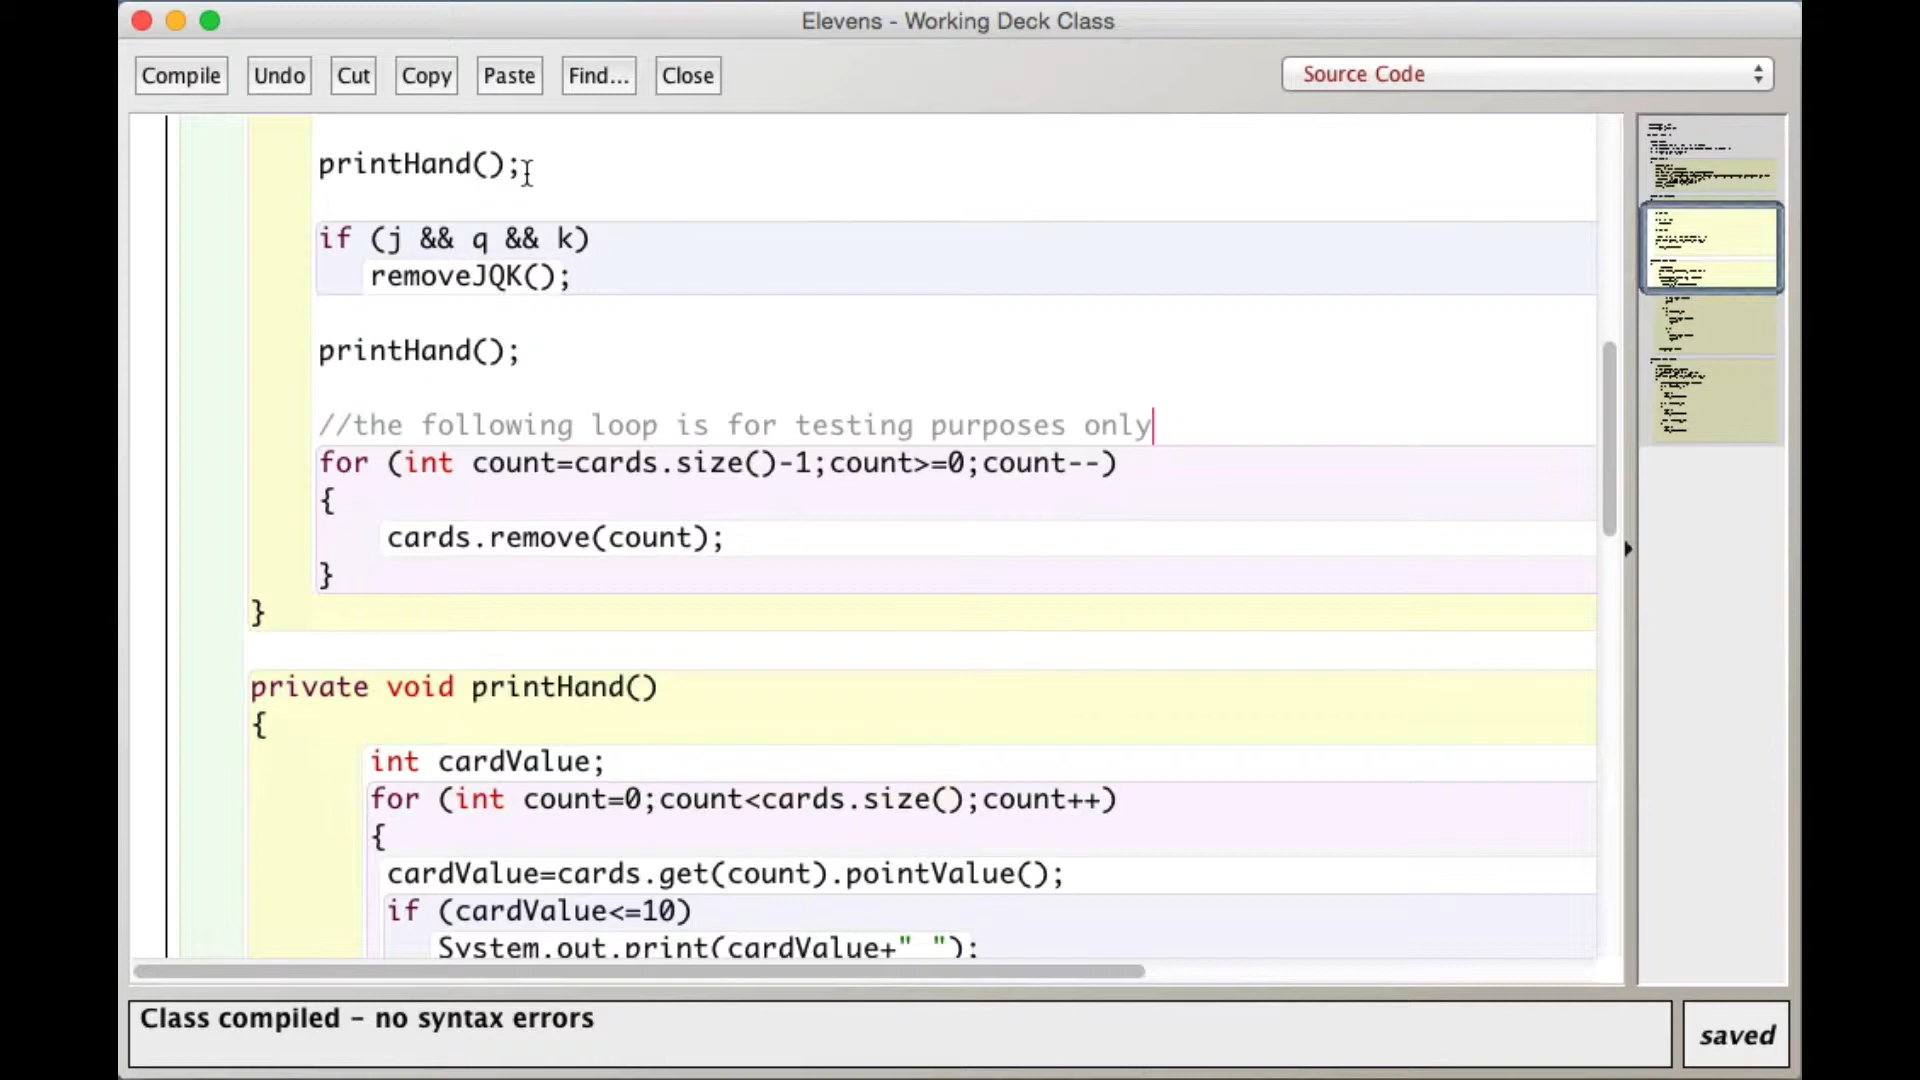 Elevens - Working Deck Class
Compile Undo Cut Copy Paste Find... Close Source Code
printHand();
if (j && q && k)
removeJQK();
printHand();
//the following loop is for testing purposes only
for (int count=cards.size()-1;count>=0;count--)
{
cards.remove(count);
}
}
private void printHand()
{
int cardValue;
for (int count=0;count<cards.size();count++)
{
cardValue=cards.get(count).pointValue();
if (cardValue<=10)
System.out.print(cardValue+" ");
Class compiled - no syntax errors
saved